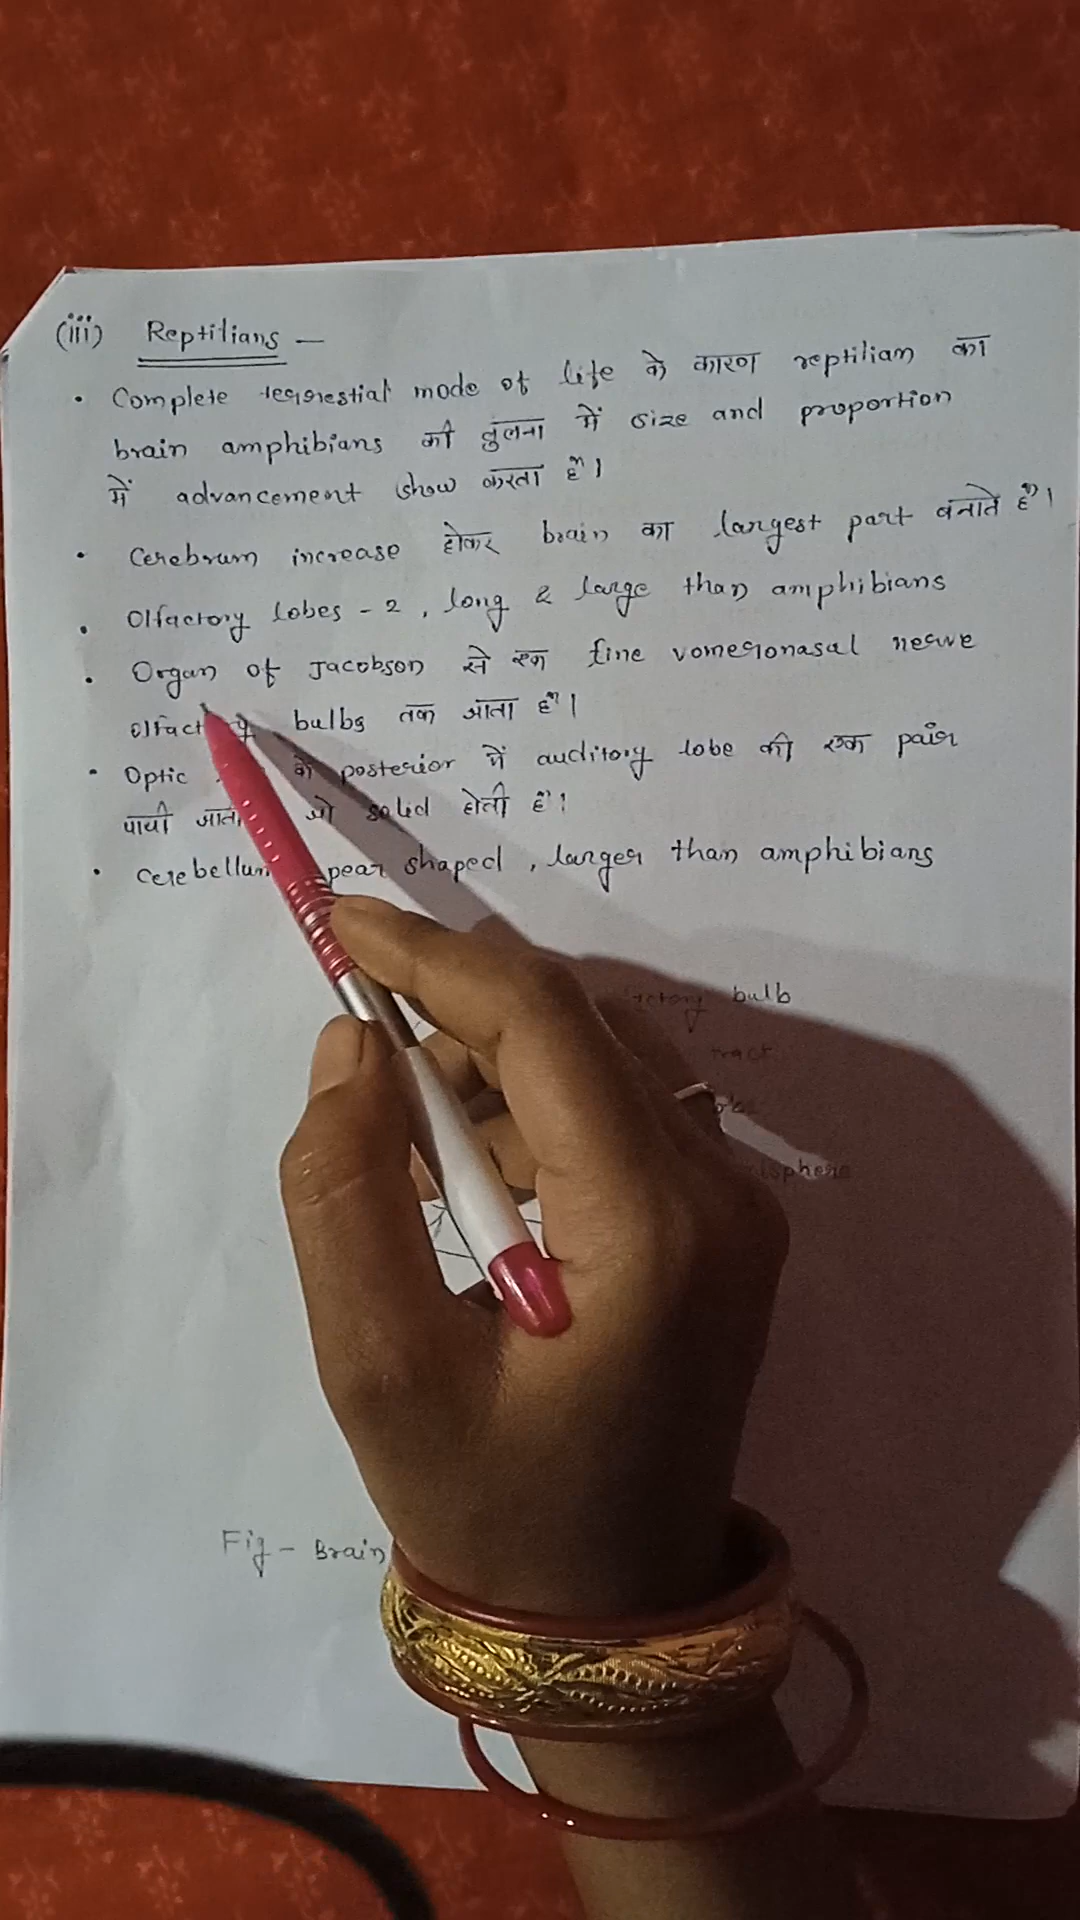 (iii) Reptilians –
• Complete terrestial mode of life के कारण reptilian का
brain amphibians की तुलना में size and proportion
में advancement show करता है।
• Cerebrum increase होकर brain का largest part बनाते है।
• Olfactory lobes - 2, long & large than amphibians
• Organ of Jacobson से एक fine vomeronasal nerve
bulbs तक आता है।
• Optic के posterior में auditory lobe की एक pair
पायी जाती जो solid होती है।
• Cerebellum pear shaped, larger than amphibians
bulb
tract
Fig - Brain